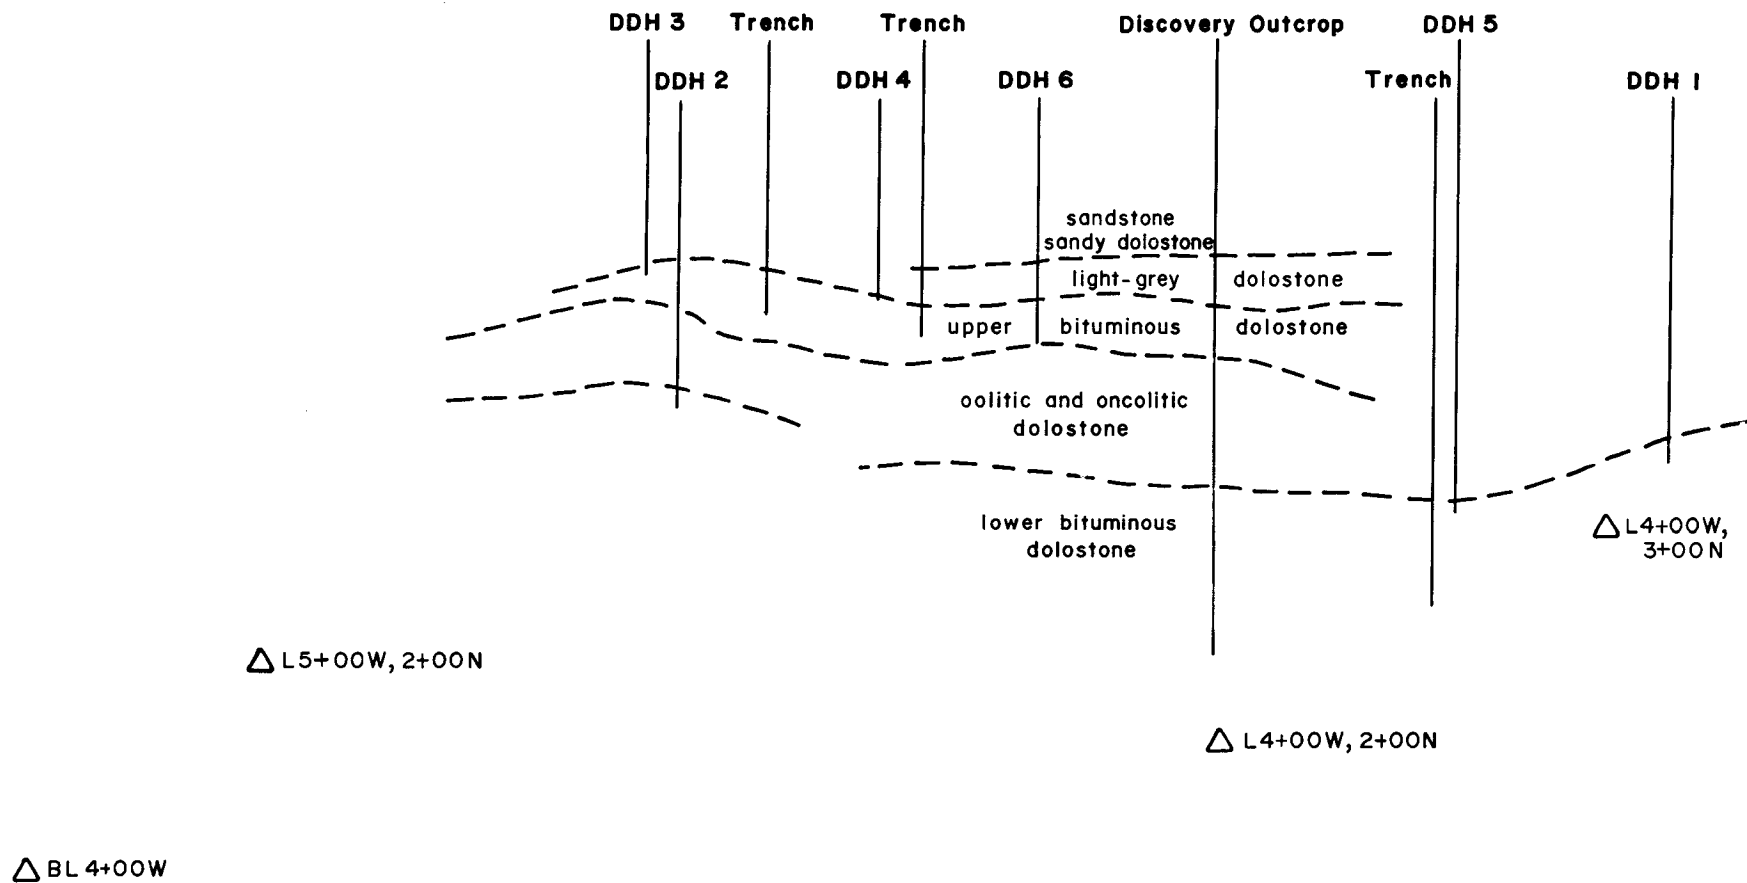 DDH 3 Trench Trench Discovery Outcrop DDH 5
DDH 2 DDH 4 DDH 6 Trench DDH 1
sandstone
sandy dolostone
light-grey dolostone
upper bituminous dolostone
oolitic and oncolitic
dolostone
lower bituminous
dolostone
L4+00W,
3+00N
L5+00W, 2+00N
L4+00W, 2+00N
BL 4+00W